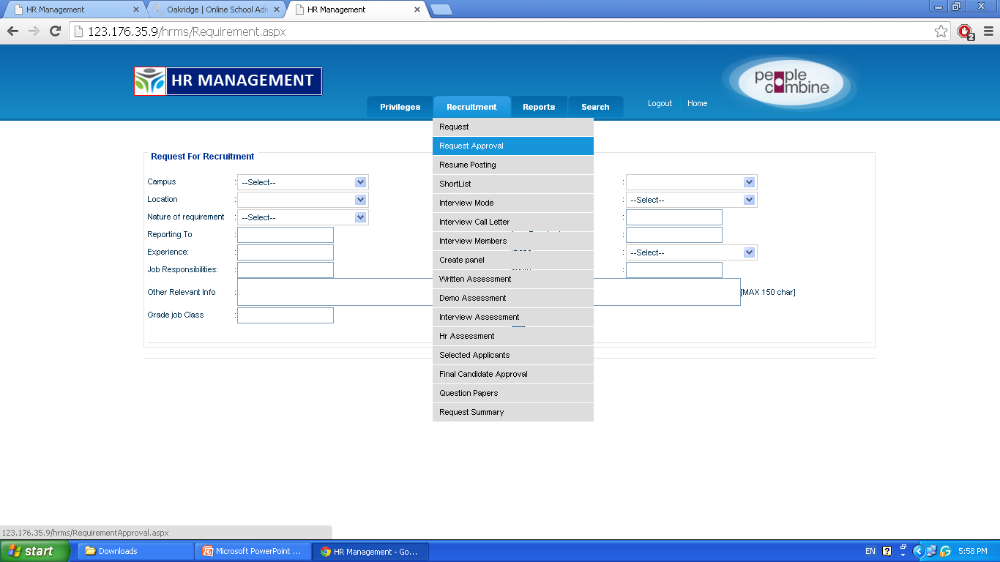 HR Management
Oakridge | Online School Adm
HR Management
123.176.35.9/hrms/Requirement.aspx
2
HR MANAGEMENT
people combine
Privileges
Recruitment
Reports
Search
Logout
Home
Request
Request Approval
Resume Posting
ShortList
Interview Mode
Interview Call Letter
Interview Members
Create panel
Written Assessment
Demo Assessment
Interview Assessment
Hr Assessment
Selected Applicants
Final Candidate Approval
Question Papers
Request Summary
Request For Recruitment
Campus : --Select-- :
Location : : --Select--
Nature of requirement : --Select-- :
Reporting To : :
Experience: : : --Select--
Job Responsibilities: : :
Other Relevant Info : [MAX 150 char]
Grade job Class :
123.176.35.9/hrms/RequirementApproval.aspx
start
Downloads
Microsoft PowerPoint ...
HR Management - Go...
EN
5:58 PM